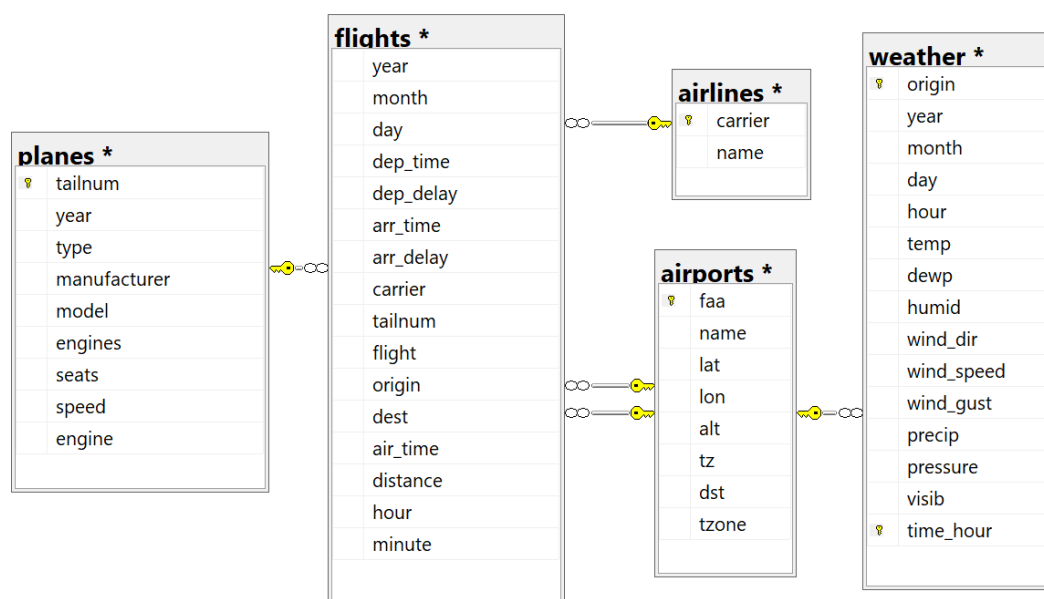 planes *
tailnum
year
type
manufacturer
model
engines
seats
speed
engine
flights *
year
month
day
dep_time
dep_delay
arr_time
arr_delay
carrier
tailnum
flight
origin
dest
air_time
distance
hour
minute
airlines *
carrier
name
airports *
faa
name
lat
lon
alt
tz
dst
tzone
weather *
origin
year
month
day
hour
temp
dewp
humid
wind_dir
wind_speed
wind_gust
precip
pressure
visib
time_hour